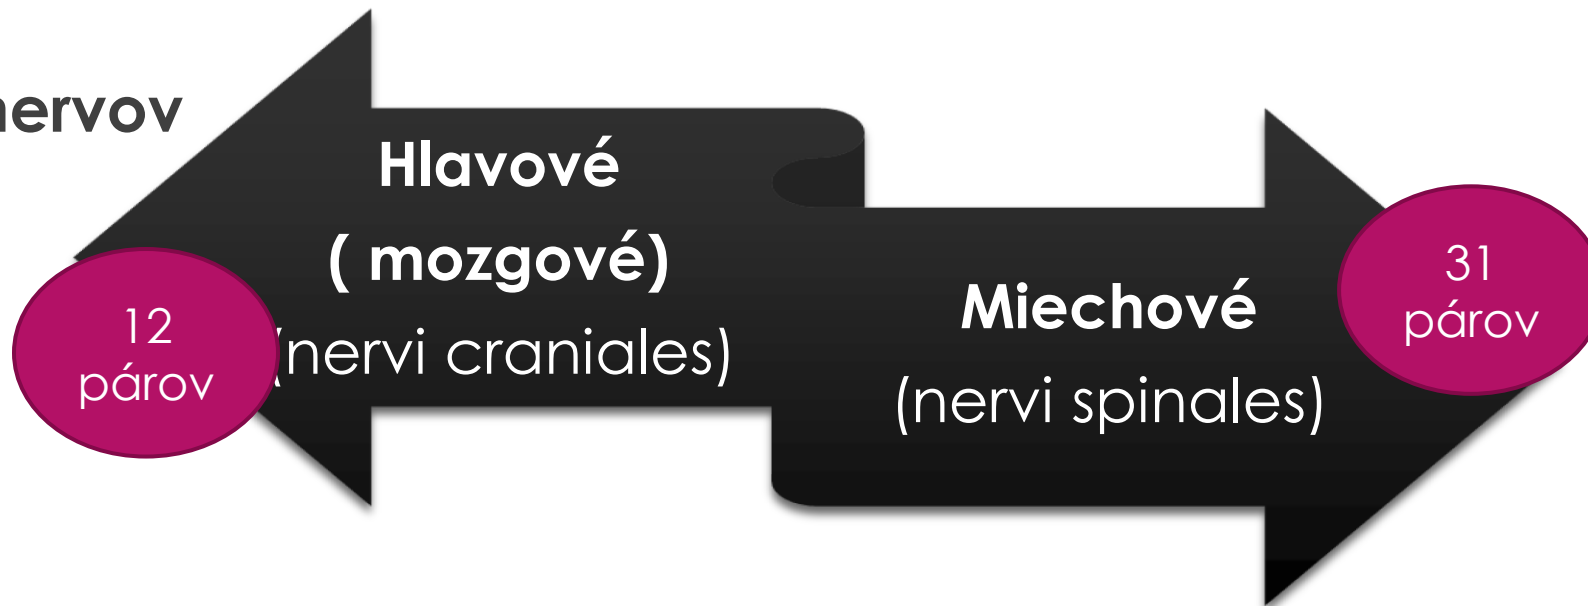 nervov
Hlavové
( mozgové)
(nervi craniales)
12
párov
Miechové
(nervi spinales)
31
párov